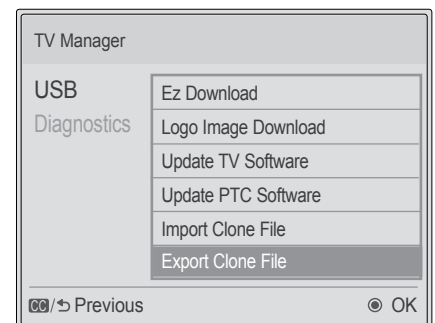 TV Manager
USB
Diagnostics
Ez Download
Logo Image Download
Update TV Software
Update PTC Software
Import Clone File
Export Clone File
CC/⮌ Previous
◉ OK